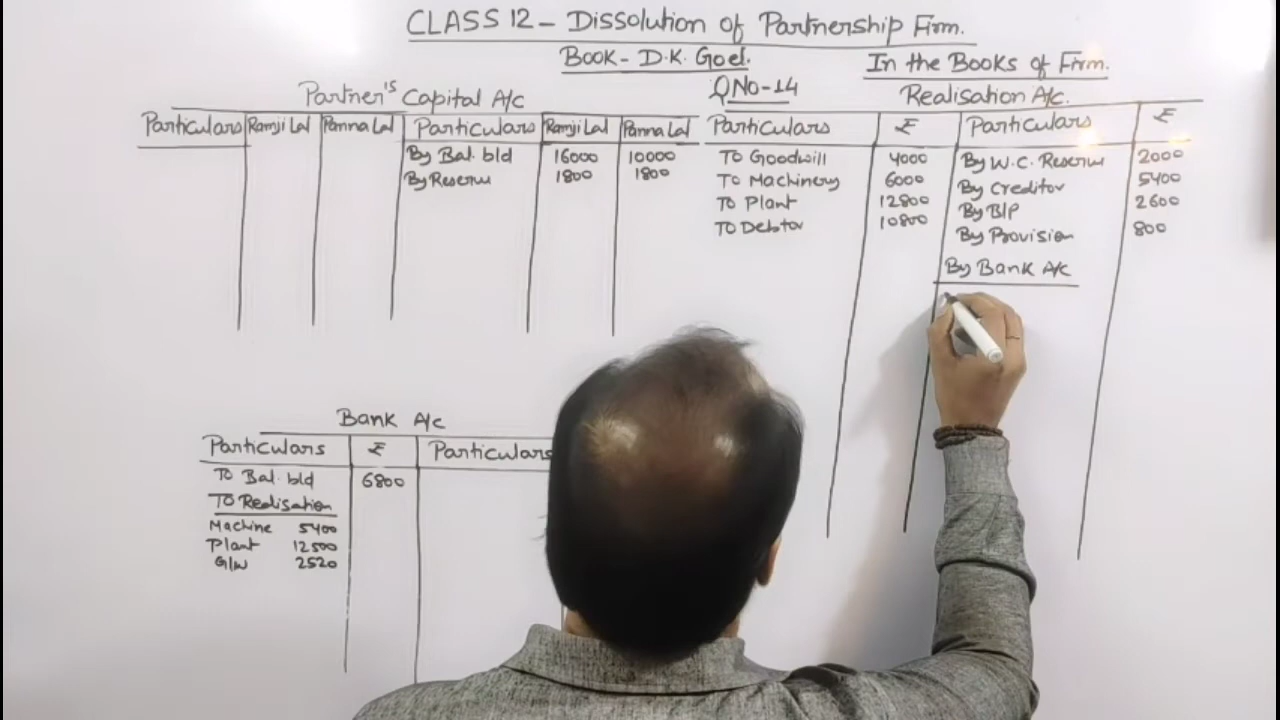 CLASS 12 - Dissolution of Partnership Firm.
Book - D.K. Goel.
In the Books of Firm.
Partner's Capital A/c
Particulars Ramji Lal Panna Lal Particulars Ramji Lal Panna Lal
By Bal. b/d 16000 10000
By Reserve 1800 1800
QNo-14
Realisation A/c.
Particulars ₹ Particulars ₹
To Goodwill 4000 By W.C. Reserve 2000
To Machinery 6000 By Creditor 5400
To Plant 12800 By B/P 2600
To Debtor 10800 By Provision 800
By Bank A/c
Bank A/c
Particulars ₹ Particulars
To Bal. b/d 6800
To Realisation
Machine 5400
Plant 12500
G/W 2520